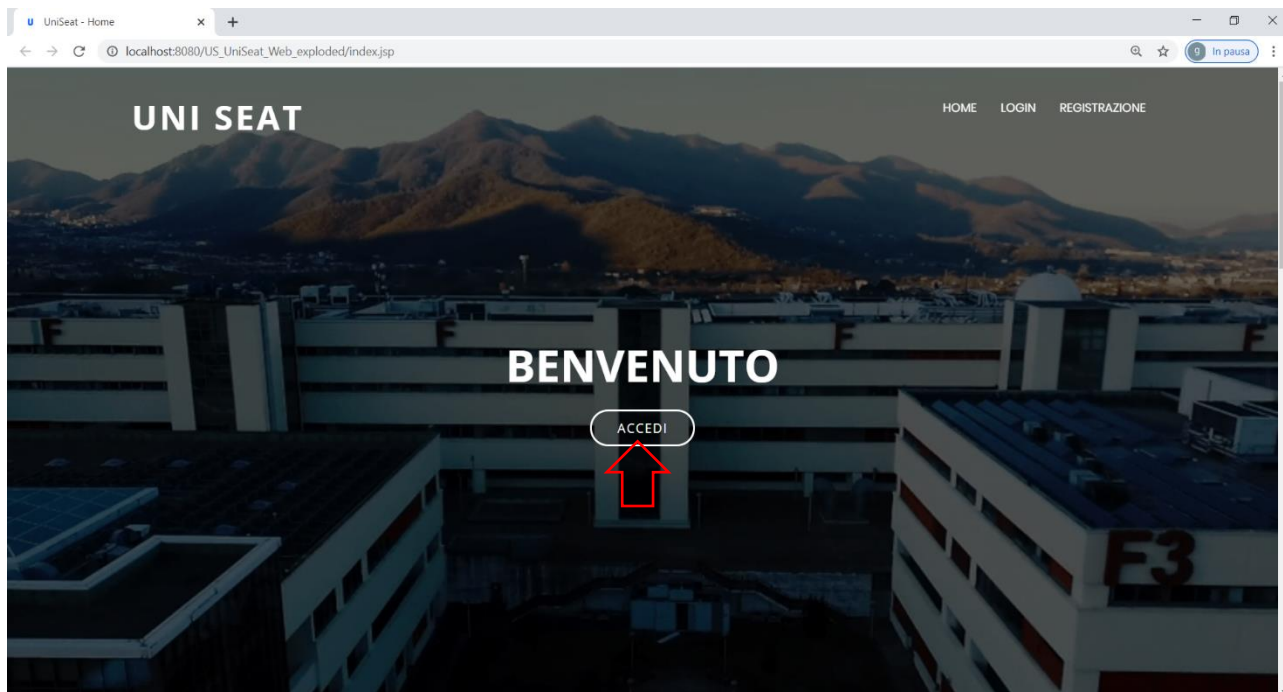 U UniSeat - Home
localhost:8080/US_UniSeat_Web_exploded/index.jsp
g In pausa
UNI SEAT
HOME LOGIN REGISTRAZIONE
F F F F
BENVENUTO
ACCEDI
F3